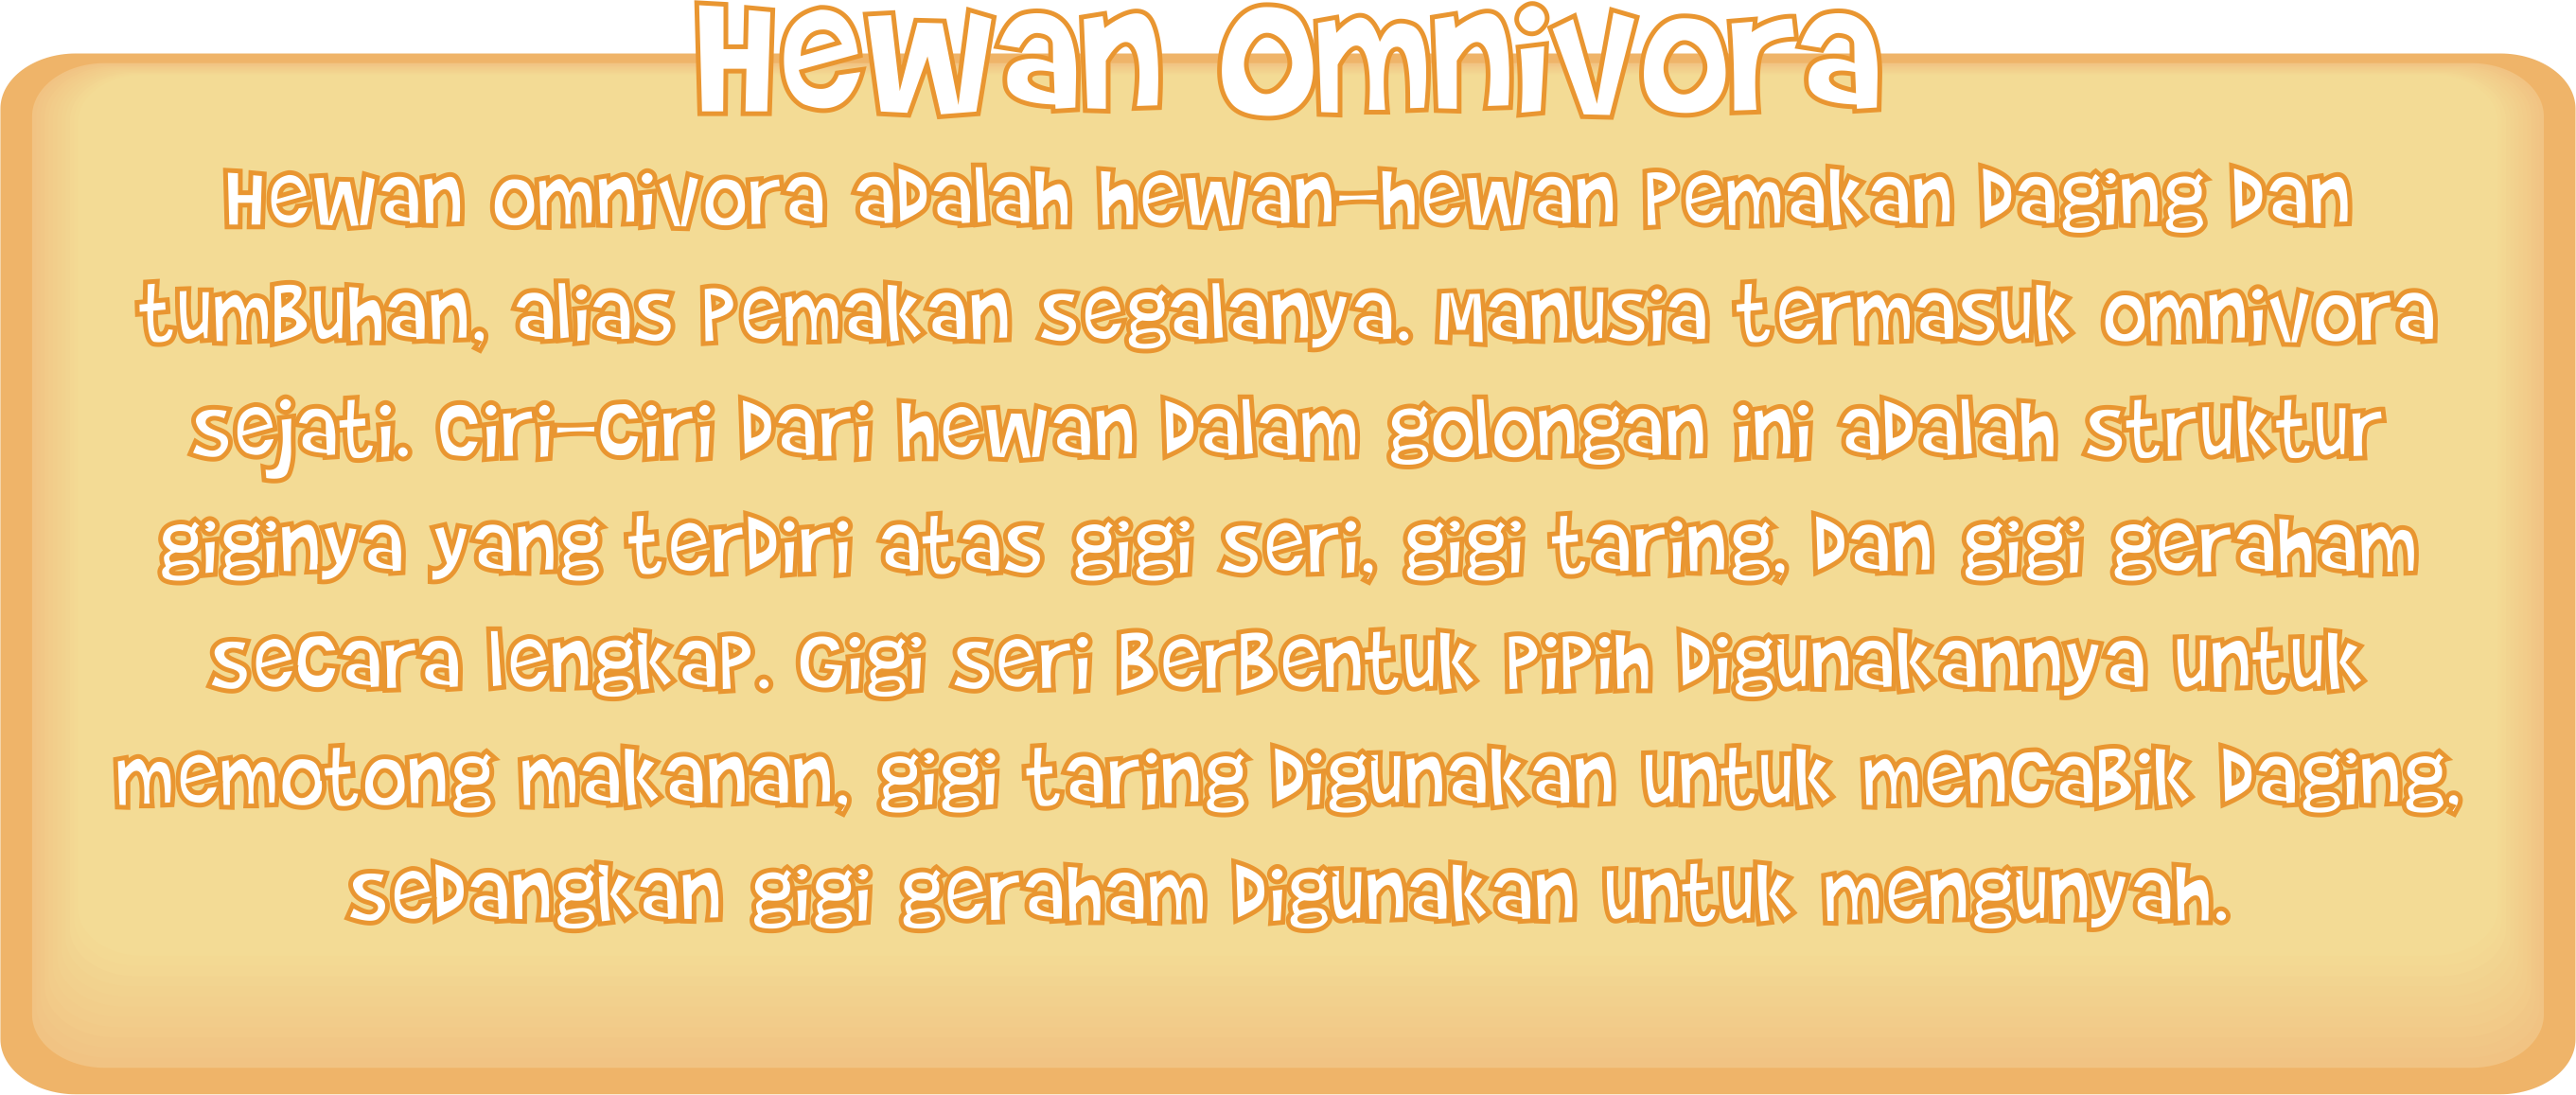 Hewan Omnivora
Hewan omnivora adalah hewan-hewan pemakan daging dan
tumbuhan, alias pemakan segalanya. Manusia termasuk omnivora
sejati. Ciri-ciri dari hewan dalam golongan ini adalah struktur
giginya yang terdiri atas gigi seri, gigi taring, dan gigi geraham
secara lengkap. Gigi seri berbentuk pipih digunakannya untuk
memotong makanan, gigi taring digunakan untuk mencabik daging,
sedangkan gigi geraham digunakan untuk mengunyah.